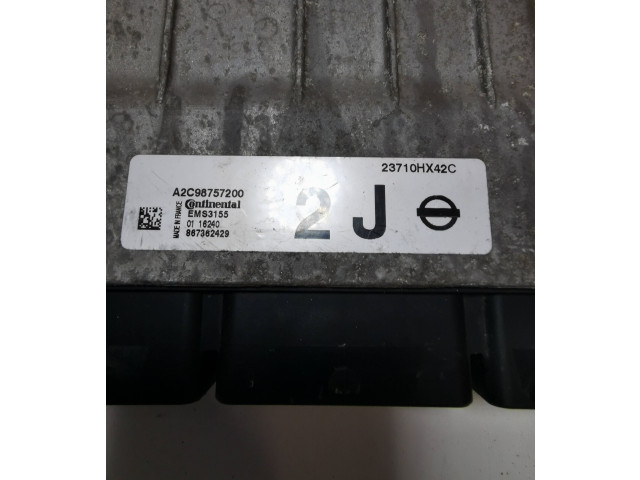 23710HX42C
A2C98757200
Continental
EMS3155
01 16240
867362429
MADE IN FRANCE
2 J